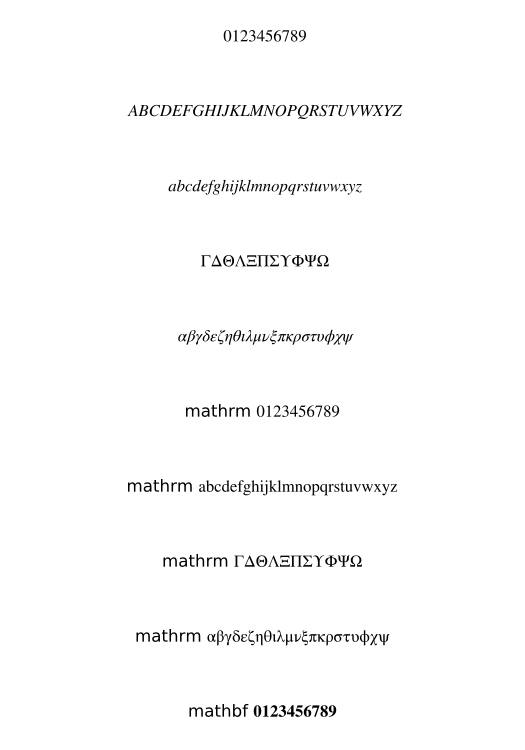 0123456789
ABCDEFGHIJKLMNOPQRSTUVWXYZ
abcdefghijklmnopqrstuvwxyz
ΓΔΘΛΞΠΣΥΦΨΩ
αβγδεζηθιλμνξπκρστυϕχψ
mathrm 0123456789
mathrm abcdefghijklmnopqrstuvwxyz
mathrm ΓΔΘΛΞΠΣΥΦΨΩ
mathrm αβγδεζηθιλμνξπκρστυϕχψ
mathbf 0123456789